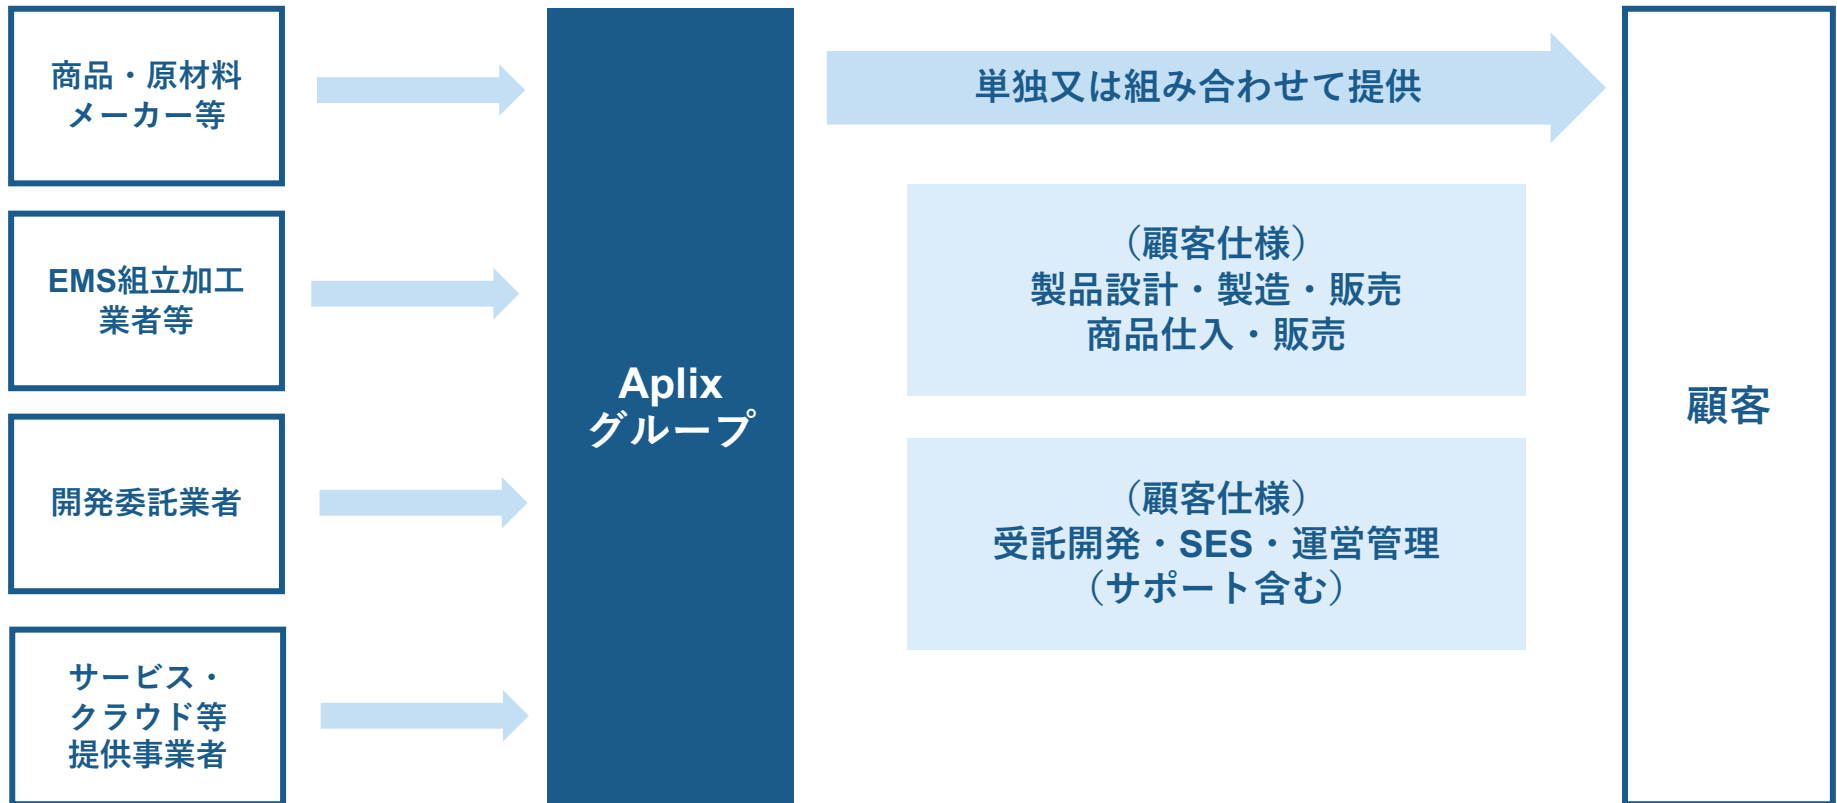 商品・原材料
メーカー等
EMS組立加工
業者等
開発委託業者
サービス・
クラウド等
提供事業者
Aplix
グループ
単独又は組み合わせて提供
（顧客仕様）
製品設計・製造・販売
商品仕入・販売
（顧客仕様）
受託開発・SES・運営管理
（サポート含む）
顧客